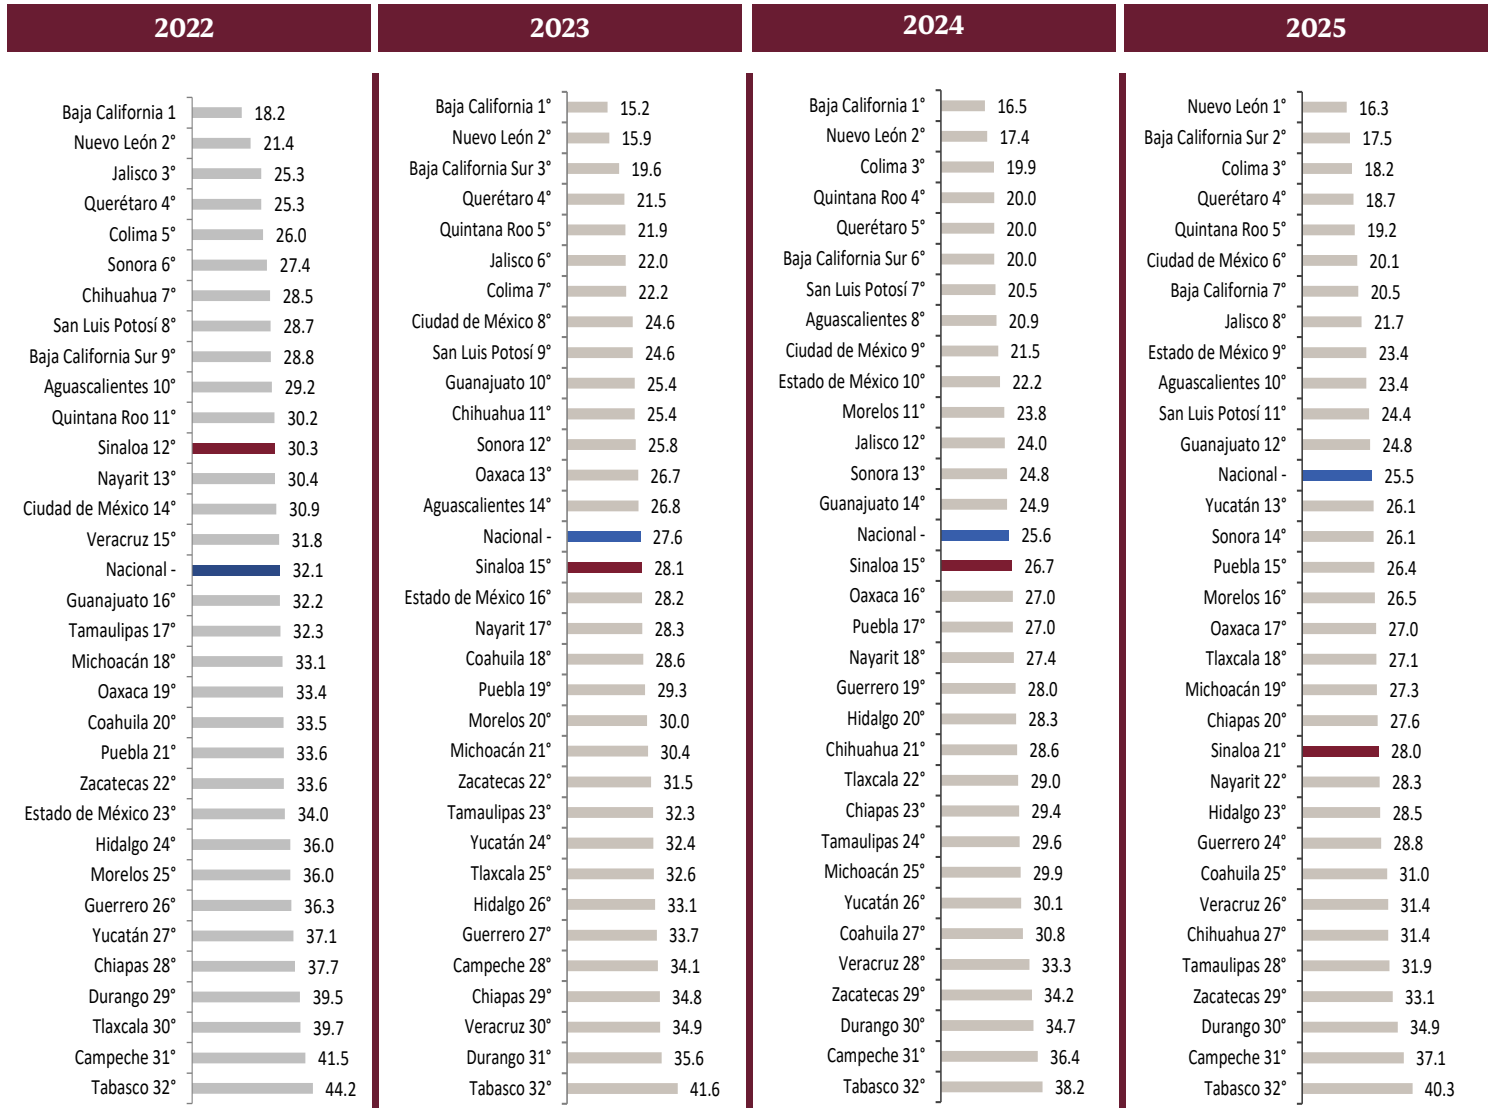 2022
Baja California 1 18.2
Nuevo León 2° 21.4
Jalisco 3° 25.3
Querétaro 4° 25.3
Colima 5° 26.0
Sonora 6° 27.4
Chihuahua 7° 28.5
San Luis Potosí 8° 28.7
Baja California Sur 9° 28.8
Aguascalientes 10° 29.2
Quintana Roo 11° 30.2
Sinaloa 12° 30.3
Nayarit 13° 30.4
Ciudad de México 14° 30.9
Veracruz 15° 31.8
Nacional - 32.1
Guanajuato 16° 32.2
Tamaulipas 17° 32.3
Michoacán 18° 33.1
Oaxaca 19° 33.4
Coahuila 20° 33.5
Puebla 21° 33.6
Zacatecas 22° 33.6
Estado de México 23° 34.0
Hidalgo 24° 36.0
Morelos 25° 36.0
Guerrero 26° 36.3
Yucatán 27° 37.1
Chiapas 28° 37.7
Durango 29° 39.5
Tlaxcala 30° 39.7
Campeche 31° 41.5
Tabasco 32° 44.2
2023
Baja California 1° 15.2
Nuevo León 2° 15.9
Baja California Sur 3° 19.6
Querétaro 4° 21.5
Quintana Roo 5° 21.9
Jalisco 6° 22.0
Colima 7° 22.2
Ciudad de México 8° 24.6
San Luis Potosí 9° 24.6
Guanajuato 10° 25.4
Chihuahua 11° 25.4
Sonora 12° 25.8
Oaxaca 13° 26.7
Aguascalientes 14° 26.8
Nacional - 27.6
Sinaloa 15° 28.1
Estado de México 16° 28.2
Nayarit 17° 28.3
Coahuila 18° 28.6
Puebla 19° 29.3
Morelos 20° 30.0
Michoacán 21° 30.4
Zacatecas 22° 31.5
Tamaulipas 23° 32.3
Yucatán 24° 32.4
Tlaxcala 25° 32.6
Hidalgo 26° 33.1
Guerrero 27° 33.7
Campeche 28° 34.1
Chiapas 29° 34.8
Veracruz 30° 34.9
Durango 31° 35.6
Tabasco 32° 41.6
2024
Baja California 1° 16.5
Nuevo León 2° 17.4
Colima 3° 19.9
Quintana Roo 4° 20.0
Querétaro 5° 20.0
Baja California Sur 6° 20.0
San Luis Potosí 7° 20.5
Aguascalientes 8° 20.9
Ciudad de México 9° 21.5
Estado de México 10° 22.2
Morelos 11° 23.8
Jalisco 12° 24.0
Sonora 13° 24.8
Guanajuato 14° 24.9
Nacional - 25.6
Sinaloa 15° 26.7
Oaxaca 16° 27.0
Puebla 17° 27.0
Nayarit 18° 27.4
Guerrero 19° 28.0
Hidalgo 20° 28.3
Chihuahua 21° 28.6
Tlaxcala 22° 29.0
Chiapas 23° 29.4
Tamaulipas 24° 29.6
Michoacán 25° 29.9
Yucatán 26° 30.1
Coahuila 27° 30.8
Veracruz 28° 33.3
Zacatecas 29° 34.2
Durango 30° 34.7
Campeche 31° 36.4
Tabasco 32° 38.2
2025
Nuevo León 1° 16.3
Baja California Sur 2° 17.5
Colima 3° 18.2
Querétaro 4° 18.7
Quintana Roo 5° 19.2
Ciudad de México 6° 20.1
Baja California 7° 20.5
Jalisco 8° 21.7
Estado de México 9° 23.4
Aguascalientes 10° 23.4
San Luis Potosí 11° 24.4
Guanajuato 12° 24.8
Nacional - 25.5
Yucatán 13° 26.1
Sonora 14° 26.1
Puebla 15° 26.4
Morelos 16° 26.5
Oaxaca 17° 27.0
Tlaxcala 18° 27.1
Michoacán 19° 27.3
Chiapas 20° 27.6
Sinaloa 21° 28.0
Nayarit 22° 28.3
Hidalgo 23° 28.5
Guerrero 24° 28.8
Coahuila 25° 31.0
Veracruz 26° 31.4
Chihuahua 27° 31.4
Tamaulipas 28° 31.9
Zacatecas 29° 33.1
Durango 30° 34.9
Campeche 31° 37.1
Tabasco 32° 40.3